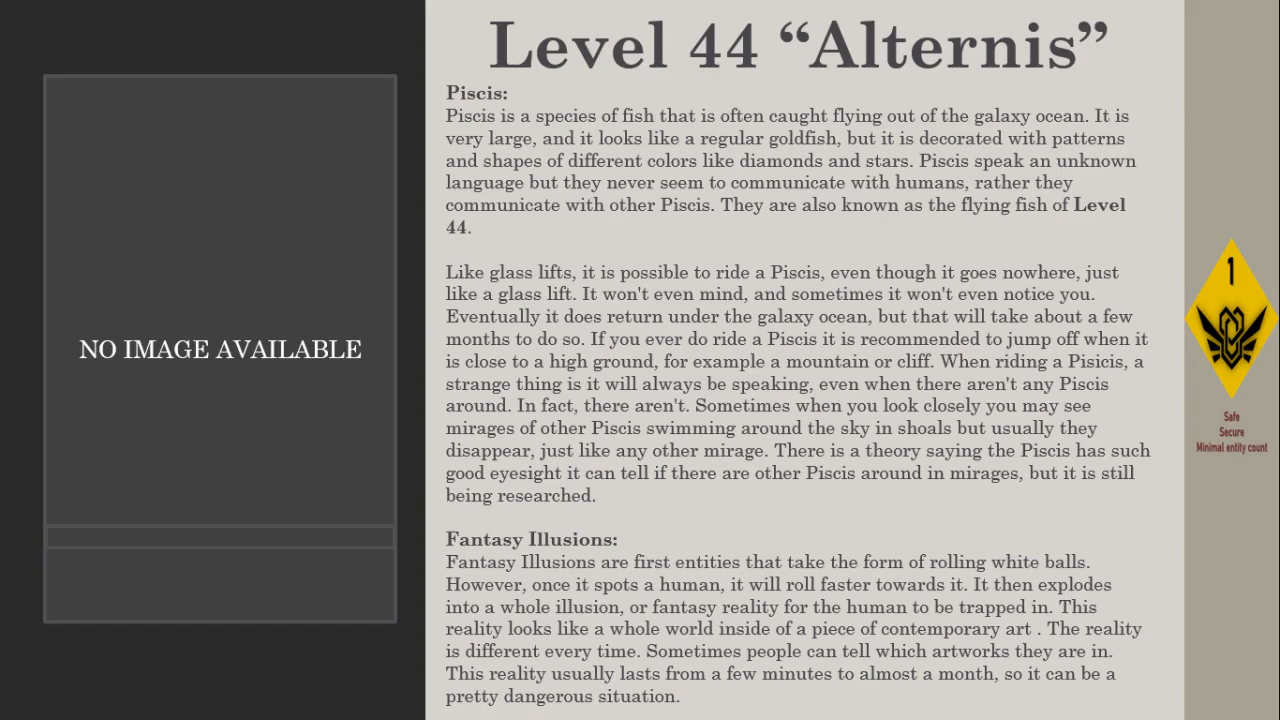 Level 44 “Alternis”
Piscis:
Piscis is a species of fish that is often caught flying out of the galaxy ocean. It is
very large, and it looks like a regular goldfish, but it is decorated with patterns
and shapes of different colors like diamonds and stars. Piscis speak an unknown
language but they never seem to communicate with humans, rather they
communicate with other Piscis. They are also known as the flying fish of Level
44.
Like glass lifts, it is possible to ride a Piscis, even though it goes nowhere, just
like a glass lift. It won't even mind, and sometimes it won't even notice you.
Eventually it does return under the galaxy ocean, but that will take about a few
months to do so. If you ever do ride a Piscis it is recommended to jump off when it
is close to a high ground, for example a mountain or cliff. When riding a Pisicis, a
strange thing is it will always be speaking, even when there aren't any Piscis
around. In fact, there aren't. Sometimes when you look closely you may see
mirages of other Piscis swimming around the sky in shoals but usually they
disappear, just like any other mirage. There is a theory saying the Piscis has such
good eyesight it can tell if there are other Piscis around in mirages, but it is still
being researched.
Fantasy Illusions:
Fantasy Illusions are first entities that take the form of rolling white balls.
However, once it spots a human, it will roll faster towards it. It then explodes
into a whole illusion, or fantasy reality for the human to be trapped in. This
reality looks like a whole world inside of a piece of contemporary art . The reality
is different every time. Sometimes people can tell which artworks they are in.
This reality usually lasts from a few minutes to almost a month, so it can be a
pretty dangerous situation.
NO IMAGE AVAILABLE
1
Safe
Secure
Minimal entity count